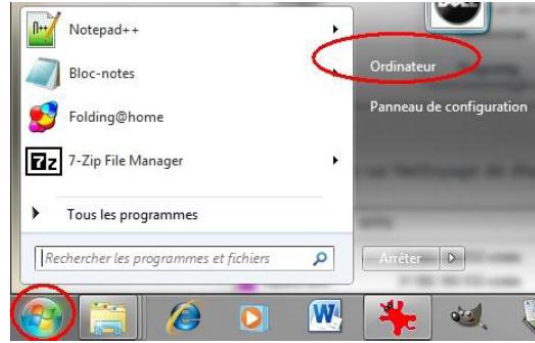 Notepad++
Bloc-notes
Folding@home
7-Zip File Manager
Tous les programmes
Rechercher les programmes et fichiers
Ordinateur
Panneau de configuration
Arrêter